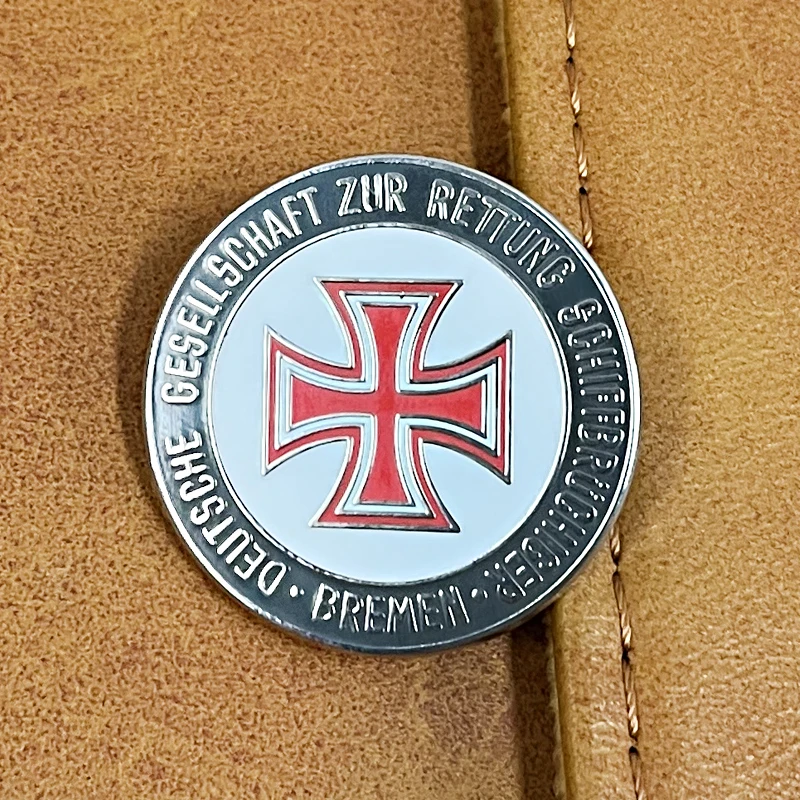 DEUTSCHE GESELLSCHAFT ZUR RETTUNG SCHIFFBRÜCHIGER
· BREMEN ·